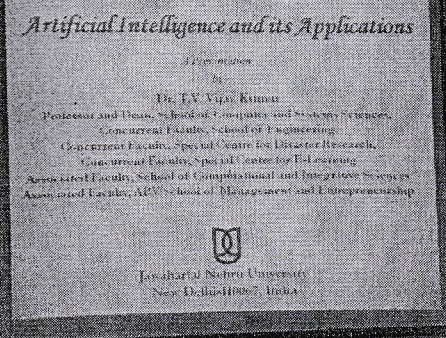 Artificial Intelligence and its Applications
A Presentation
by
Dr. T.V. Vijay Kumar
Professor and Dean, School of Computer and Systems Sciences,
Concurrent Faculty, School of Engineering,
Concurrent Faculty, Special Centre for Disaster Research,
Concurrent Faculty, Special Centre for E-Learning
Associated Faculty, School of Computational and Integrative Sciences
Associated Faculty, ABV School of Management and Entrepreneurship
Jawaharlal Nehru University
New Delhi-110067, India